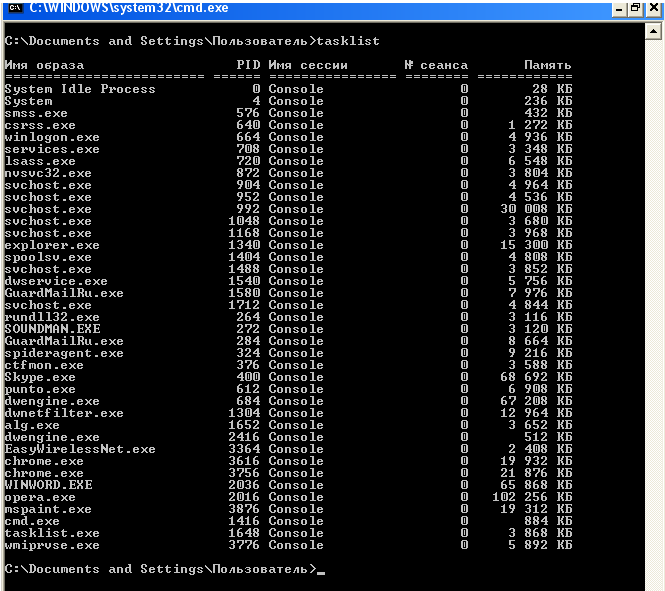 C:\WINDOWS\system32\cmd.exe
C:\Documents and Settings\Пользователь>tasklist
Имя образа PID Имя сессии № сеанса Память
========================= ====== ================ ======== ============
System Idle Process 0 Console 0 28 КБ
System 4 Console 0 236 КБ
smss.exe 576 Console 0 432 КБ
csrss.exe 640 Console 0 1 272 КБ
winlogon.exe 664 Console 0 4 936 КБ
services.exe 708 Console 0 3 348 КБ
lsass.exe 720 Console 0 6 548 КБ
nvsvc32.exe 872 Console 0 3 804 КБ
svchost.exe 904 Console 0 4 964 КБ
svchost.exe 952 Console 0 4 536 КБ
svchost.exe 992 Console 0 30 008 КБ
svchost.exe 1048 Console 0 3 680 КБ
svchost.exe 1168 Console 0 3 968 КБ
explorer.exe 1340 Console 0 15 300 КБ
spoolsv.exe 1404 Console 0 4 808 КБ
svchost.exe 1488 Console 0 3 852 КБ
dwservice.exe 1540 Console 0 5 756 КБ
GuardMailRu.exe 1580 Console 0 7 976 КБ
svchost.exe 1712 Console 0 4 844 КБ
rundll32.exe 264 Console 0 3 116 КБ
SOUNDMAN.EXE 272 Console 0 3 120 КБ
GuardMailRu.exe 284 Console 0 8 664 КБ
spideragent.exe 324 Console 0 9 216 КБ
ctfmon.exe 376 Console 0 3 588 КБ
Skype.exe 400 Console 0 68 692 КБ
punto.exe 612 Console 0 6 908 КБ
dwengine.exe 684 Console 0 67 208 КБ
dwnetfilter.exe 1304 Console 0 12 964 КБ
alg.exe 1652 Console 0 3 652 КБ
dwengine.exe 2416 Console 0 512 КБ
EasyWirelessNet.exe 3364 Console 0 2 408 КБ
chrome.exe 3616 Console 0 19 932 КБ
chrome.exe 3756 Console 0 21 876 КБ
WINWORD.EXE 2036 Console 0 65 868 КБ
opera.exe 2016 Console 0 102 256 КБ
mspaint.exe 3876 Console 0 19 312 КБ
cmd.exe 1416 Console 0 884 КБ
tasklist.exe 1648 Console 0 3 868 КБ
wmiprvse.exe 3776 Console 0 5 892 КБ
C:\Documents and Settings\Пользователь>_